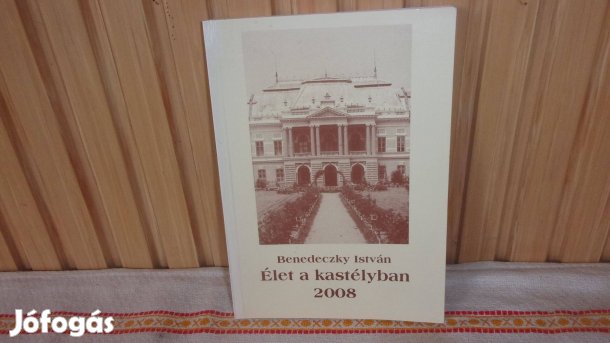 Benedeczky István
Élet a kastélyban
2008
Jófogás